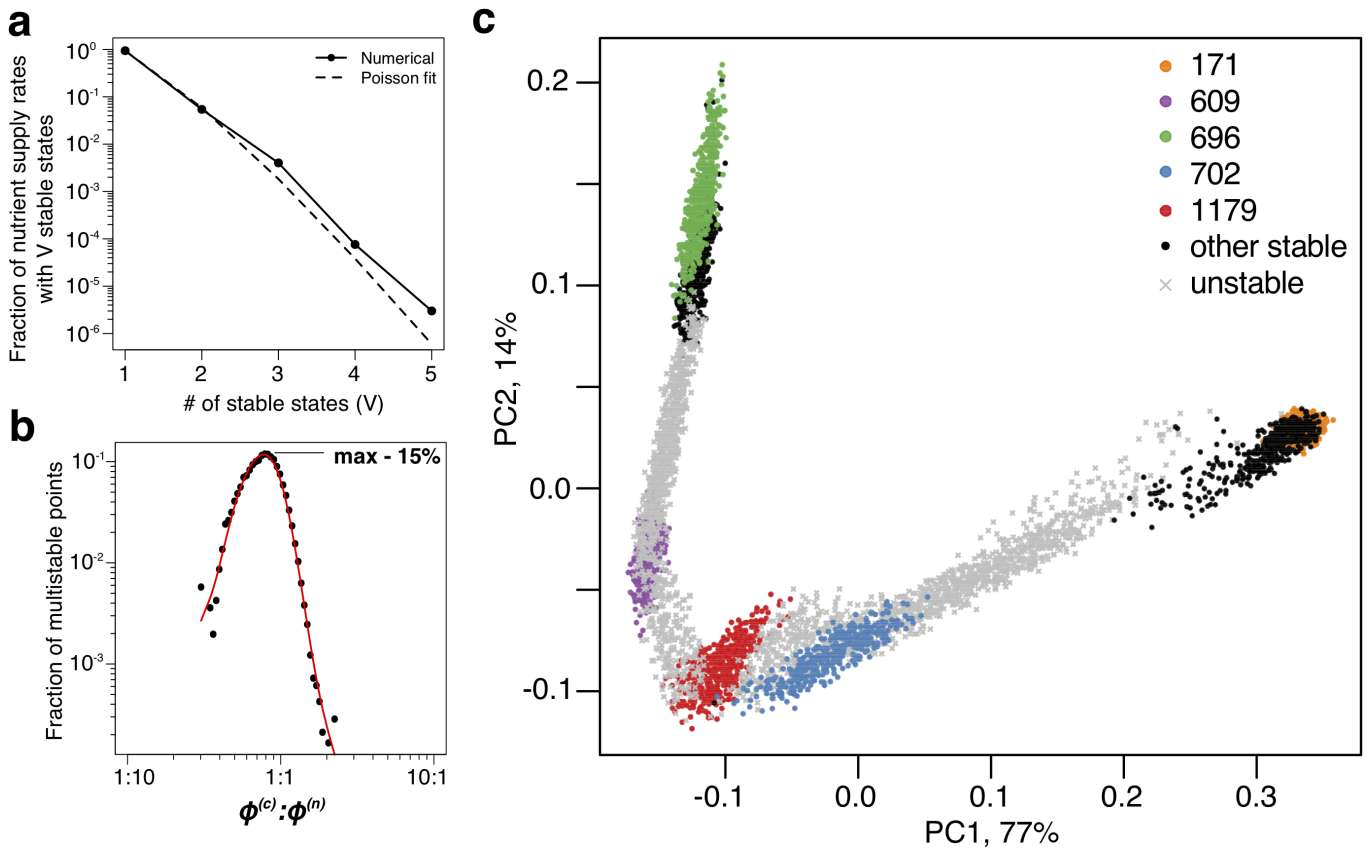 a
Fraction of nutrient supply rates
with V stable states
10⁰
10⁻¹
10⁻²
10⁻³
10⁻⁴
10⁻⁵
10⁻⁶
Numerical
Poisson fit
1 2 3 4 5
# of stable states (V)
b
Fraction of multistable points
10⁻¹
10⁻²
10⁻³
max - 15%
1:10 1:1 10:1
ϕ⁽ᶜ⁾:ϕ⁽ⁿ⁾
c
PC2, 14%
0.2
0.1
0.0
-0.1
171
609
696
702
1179
other stable
unstable
-0.1 0.0 0.1 0.2 0.3
PC1, 77%